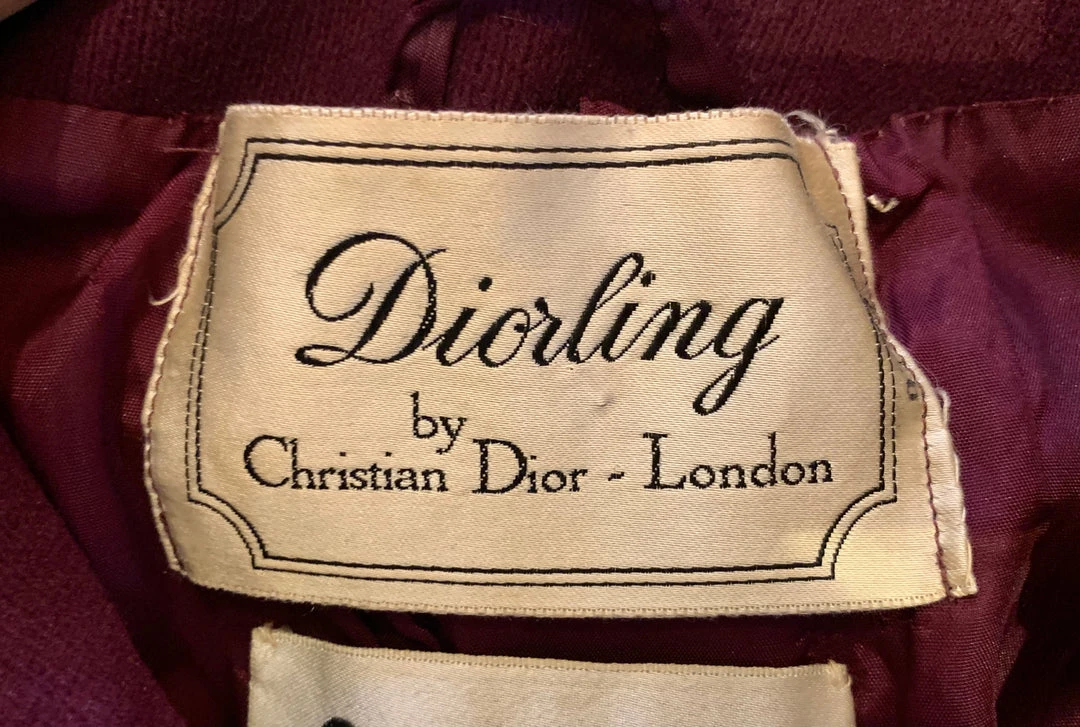 Diorling
by
Christian Dior - London